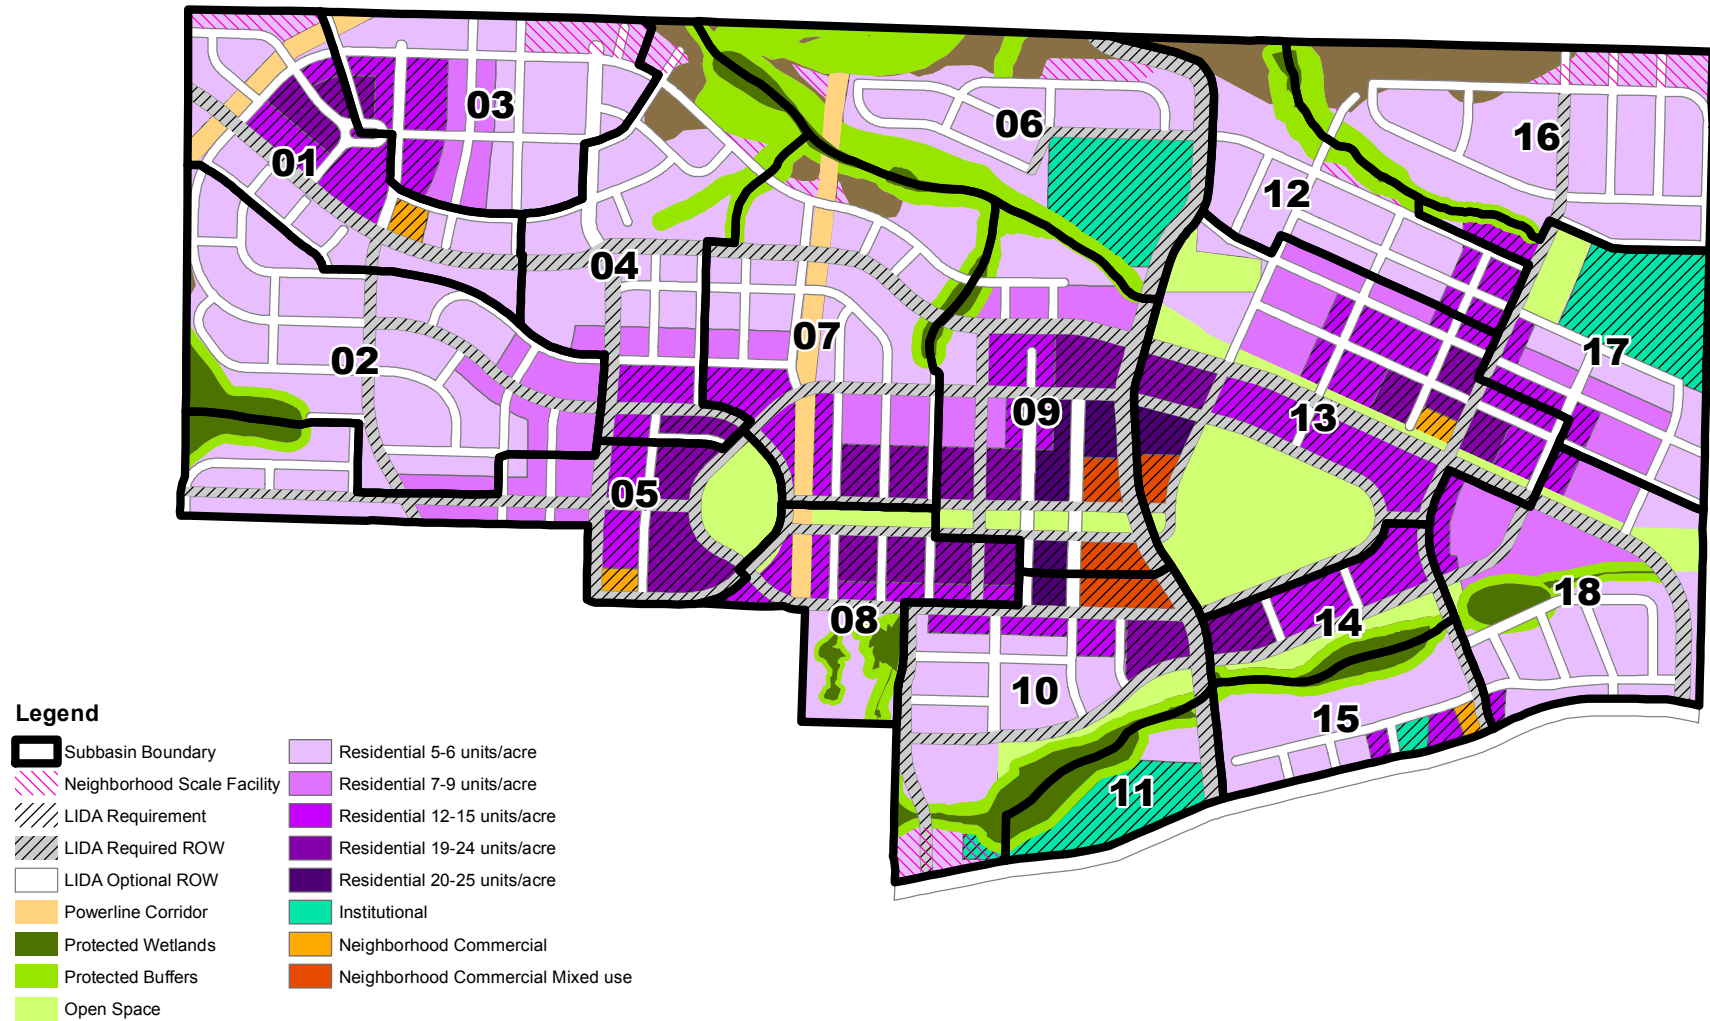 03
01
06
16
12
04
02
07
17
09
13
05
08
14
18
10
15
11
Legend
Subbasin Boundary
Neighborhood Scale Facility
LIDA Requirement
LIDA Required ROW
LIDA Optional ROW
Powerline Corridor
Protected Wetlands
Protected Buffers
Open Space
Residential 5-6 units/acre
Residential 7-9 units/acre
Residential 12-15 units/acre
Residential 19-24 units/acre
Residential 20-25 units/acre
Institutional
Neighborhood Commercial
Neighborhood Commercial Mixed use